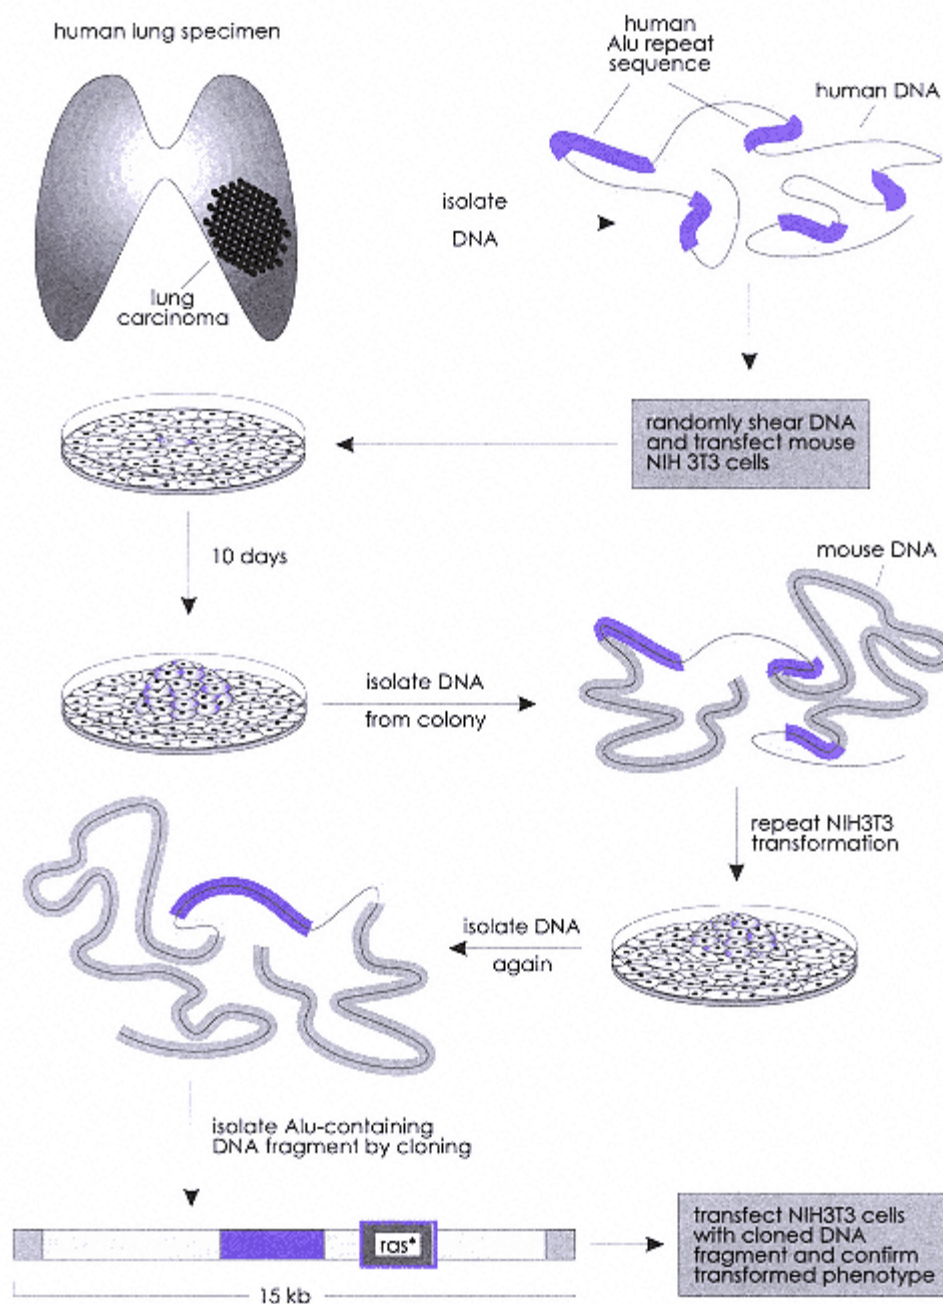 human lung specimen
human
Alu repeat
sequence
human DNA
isolate
DNA
lung
carcinoma
randomly shear DNA
and transfect mouse
NIH 3T3 cells
10 days
mouse DNA
isolate DNA
from colony
repeat NIH3T3
transformation
isolate DNA
again
isolate Alu-containing
DNA fragment by cloning
ras*
15 kb
transfect NIH3T3 cells
with cloned DNA
fragment and confirm
transformed phenotype